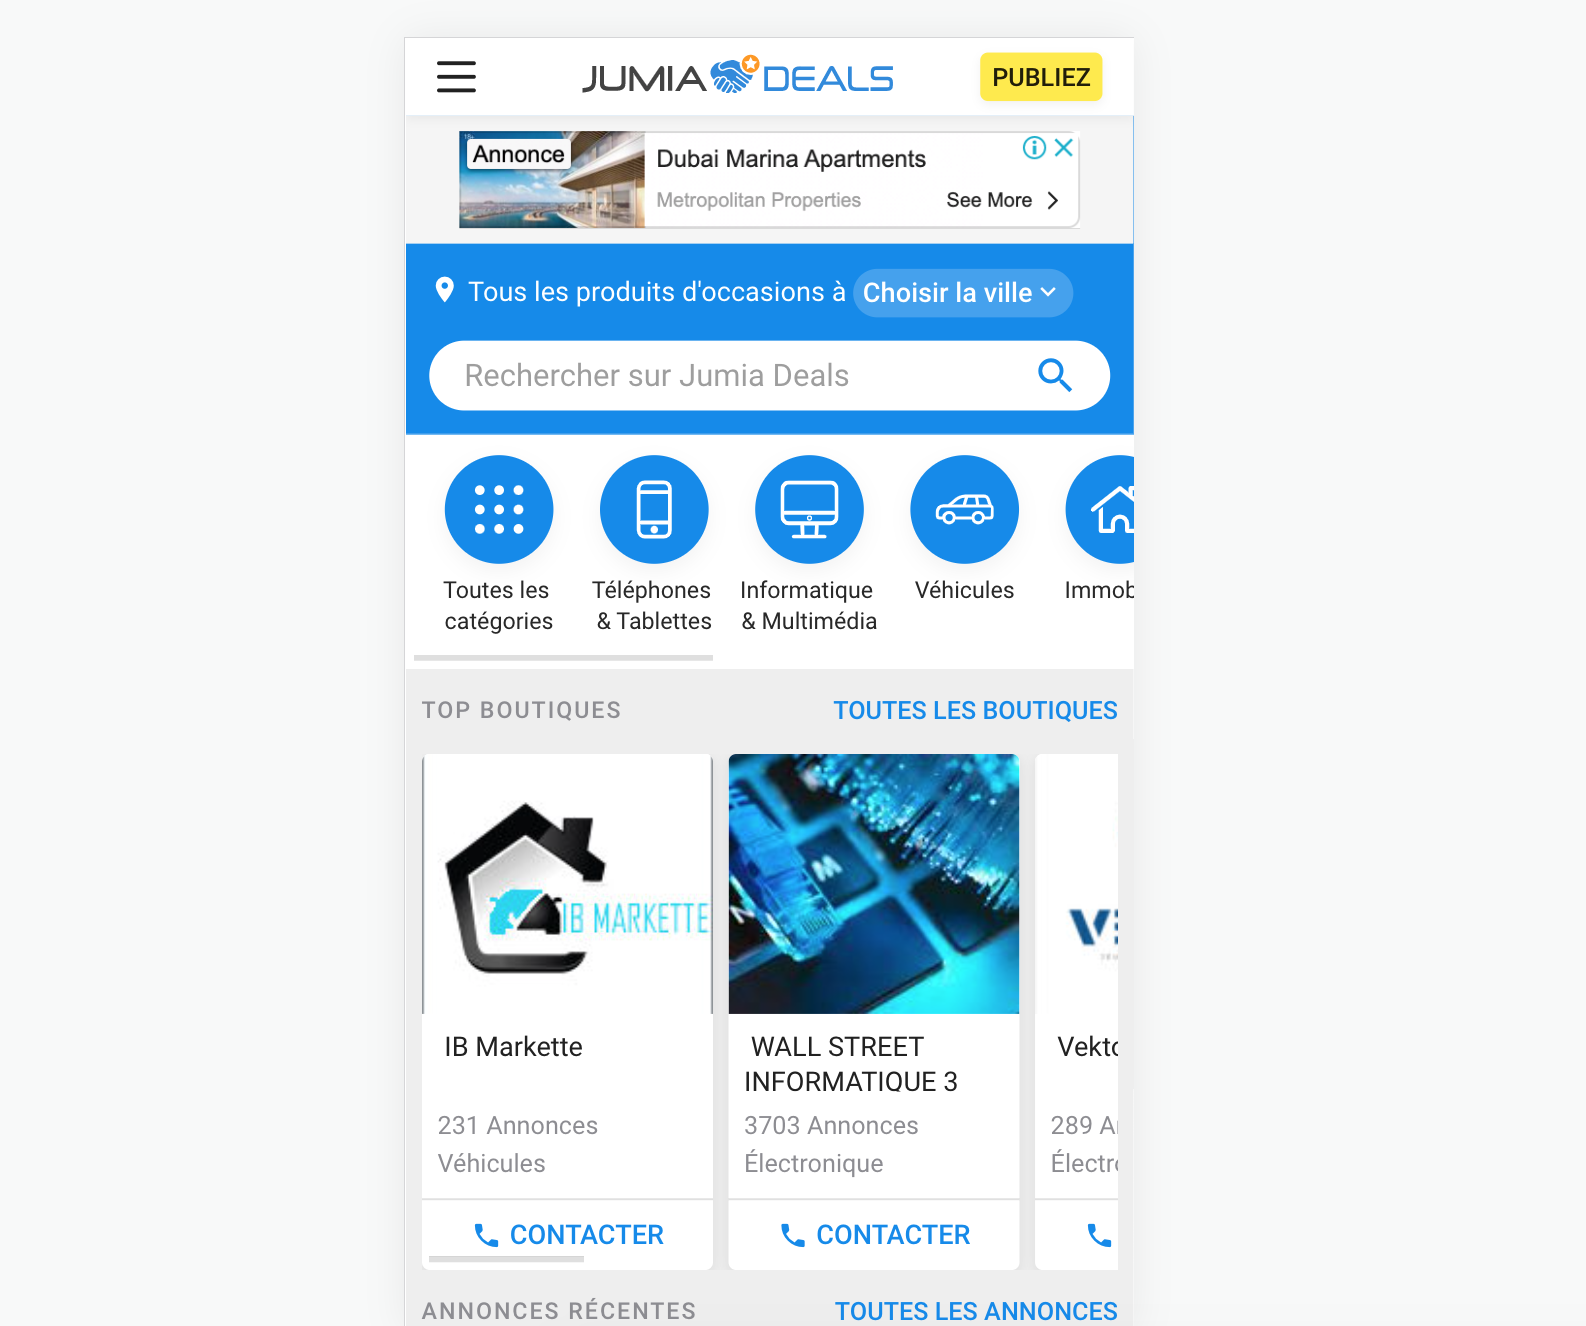 JUMIA DEALS
PUBLIEZ
18+
Annonce
Dubai Marina Apartments
Metropolitan Properties
See More
Tous les produits d'occasions à Choisir la ville
Rechercher sur Jumia Deals
Toutes les
catégories
Téléphones
& Tablettes
Informatique
& Multimédia
Véhicules
Immob
TOP BOUTIQUES
TOUTES LES BOUTIQUES
IB MARKETTE
M
N
IB Markette
231 Annonces
Véhicules
CONTACTER
WALL STREET
INFORMATIQUE 3
3703 Annonces
Électronique
CONTACTER
VE
Vekto
289 A
Électr
ANNONCES RÉCENTES
TOUTES LES ANNONCES